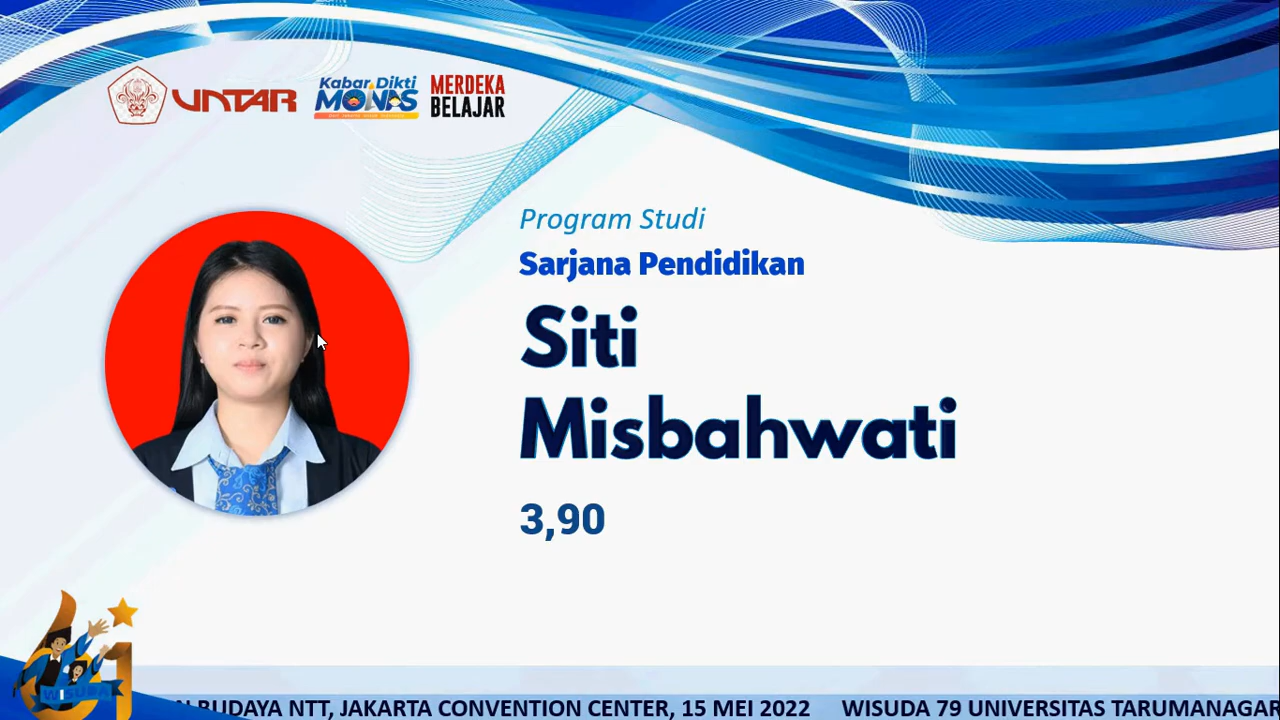 UNTAR
Kabar Dikti
MONAS
MERDEKA
BELAJAR
Program Studi
Sarjana Pendidikan
Siti
Misbahwati
3,90
WISUDA
BUDAYA NTT, JAKARTA CONVENTION CENTER, 15 MEI 2022 WISUDA 79 UNIVERSITAS TARUMANAGAR